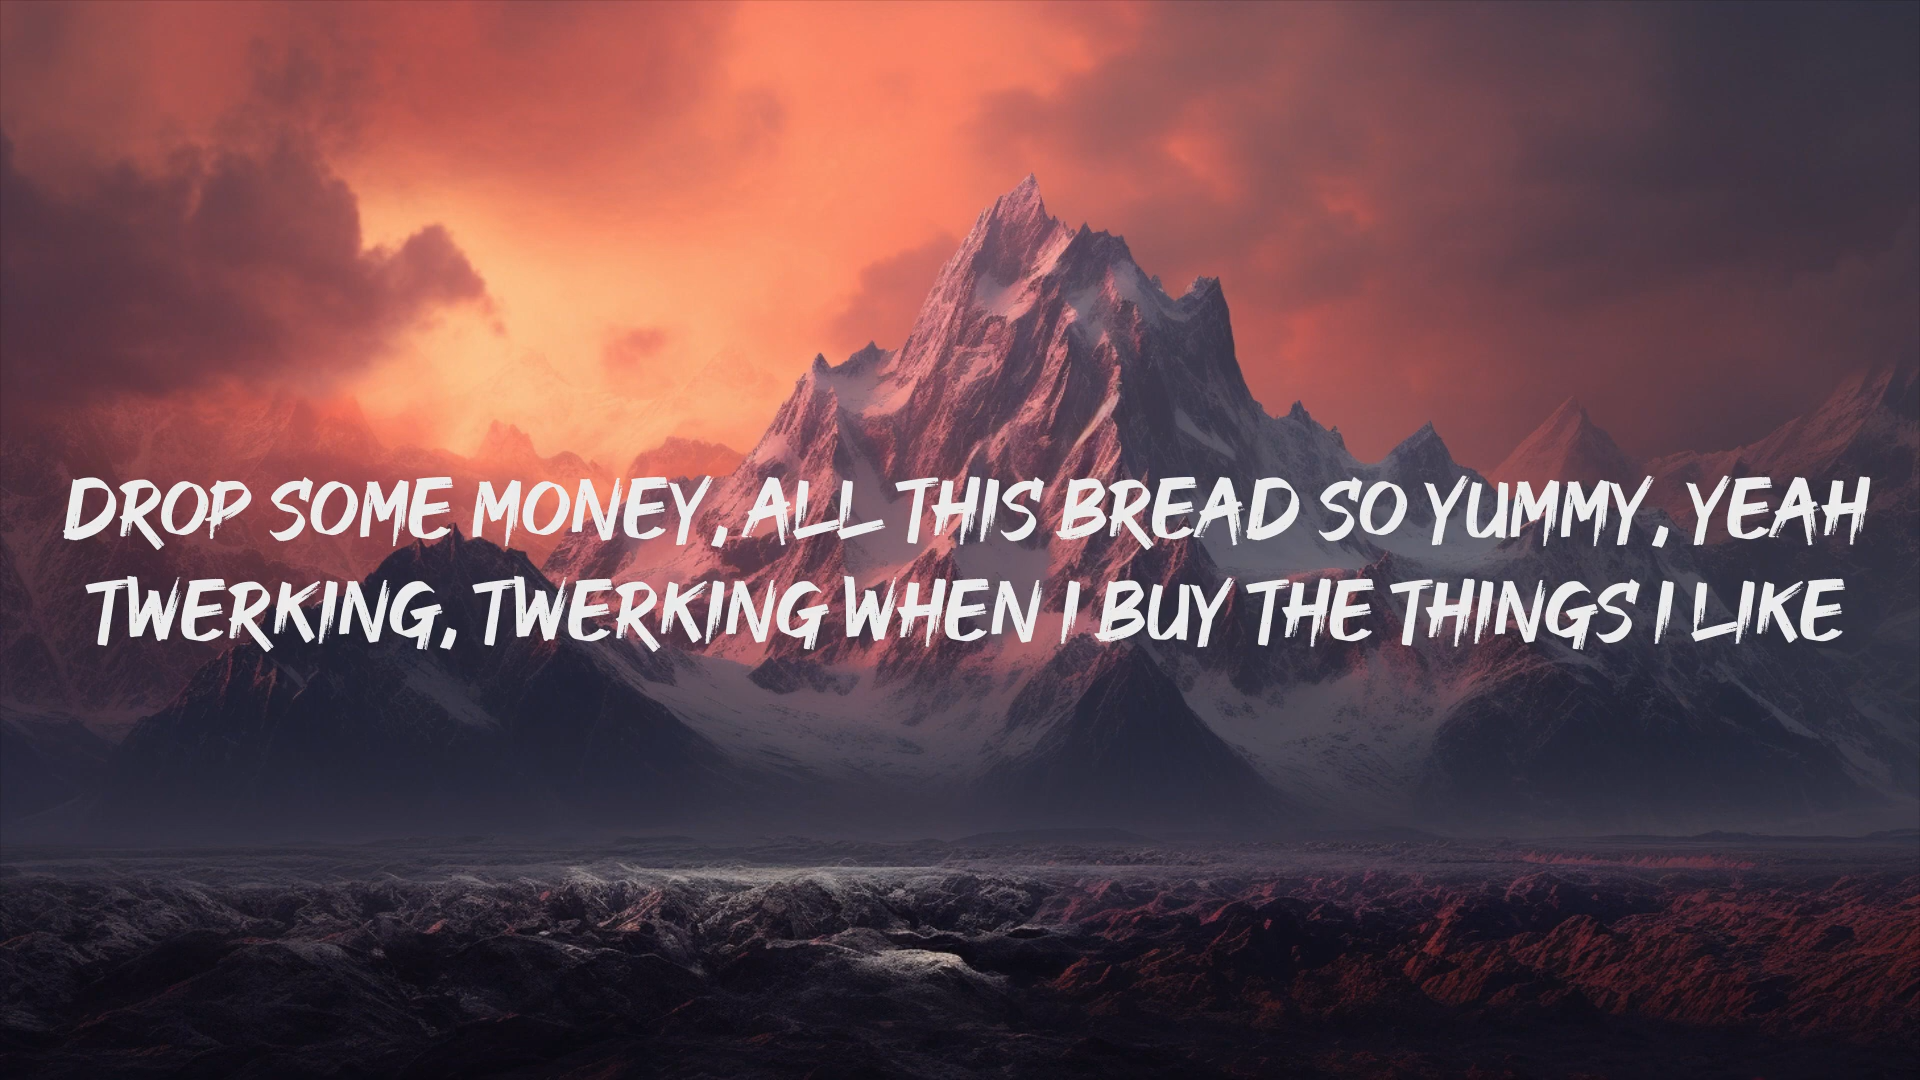 DROP SOME MONEY, ALL THIS BREAD SO YUMMY, YEAH
TWERKING, TWERKING WHEN I BUY THE THINGS I LIKE